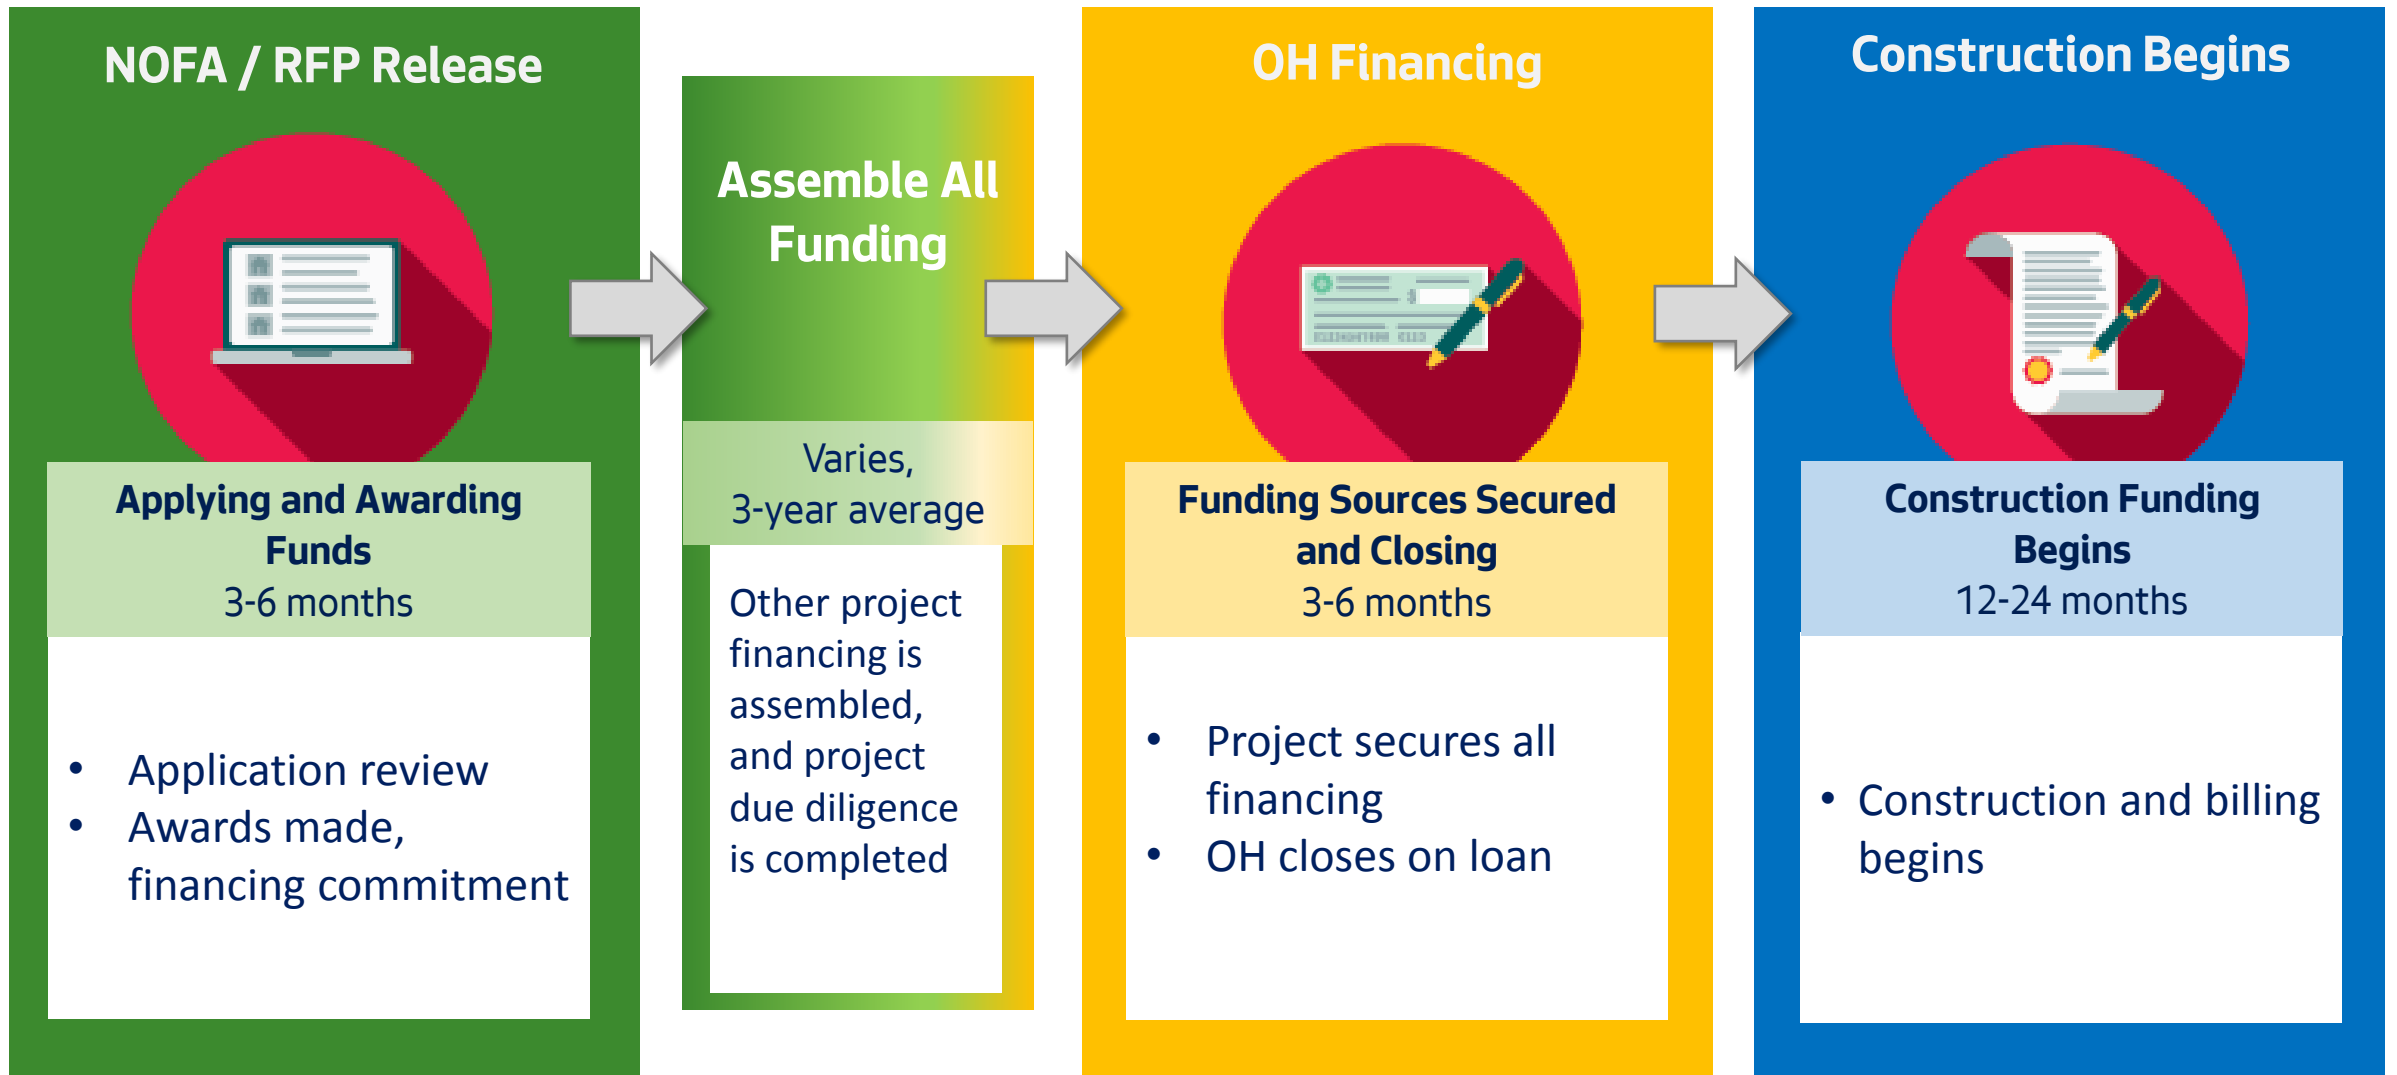 NOFA / RFP Release
Applying and Awarding
Funds
3-6 months
• Application review
• Awards made,
financing commitment
Assemble All
Funding
Varies,
3-year average
Other project
financing is
assembled,
and project
due diligence
is completed
OH Financing
Funding Sources Secured
and Closing
3-6 months
• Project secures all
financing
• OH closes on loan
Construction Begins
Construction Funding
Begins
12-24 months
• Construction and billing
begins